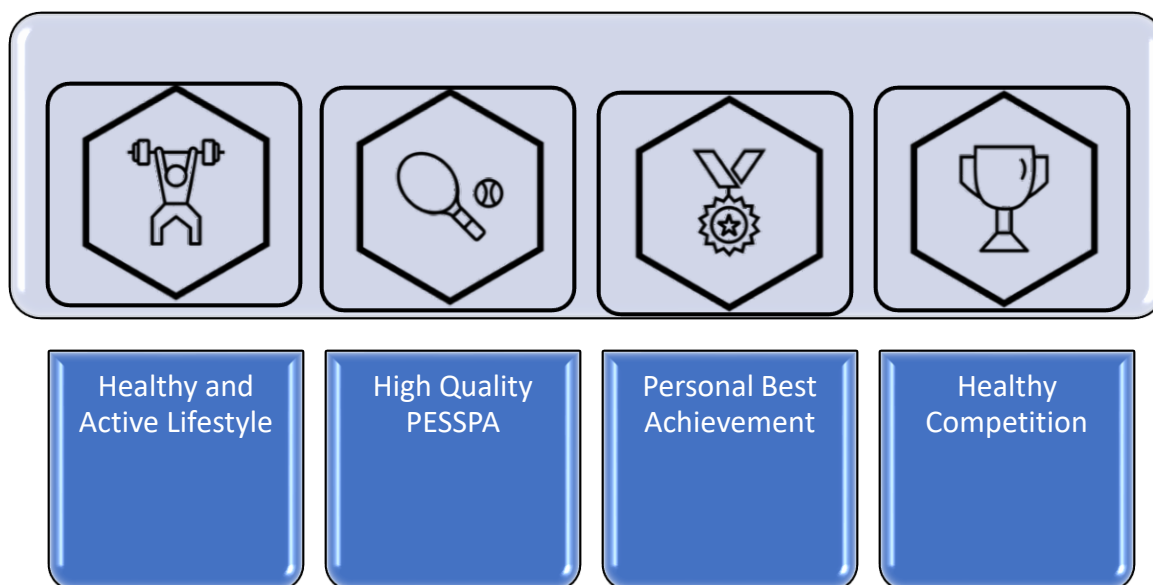 Healthy and
Active Lifestyle
High Quality
PESSPA
Personal Best
Achievement
Healthy
Competition